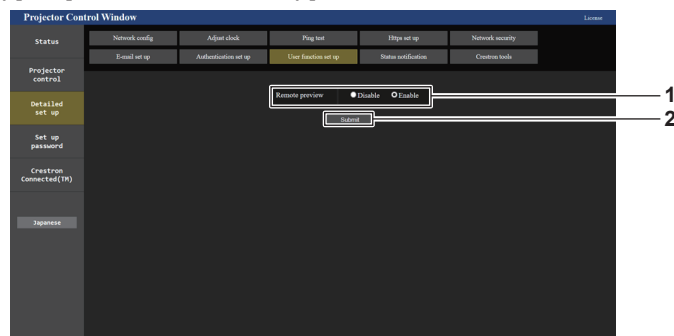 Projector Control Window
License
Status
Network config
Adjust clock
Ping test
Https set up
Network security
E-mail set up
Authentication set up
User function set up
Status notification
Crestron tools
Projector
control
Remote preview
Disable
Enable
1
Detailed
set up
Submit
2
Set up
password
Crestron
Connected(TM)
Japanese